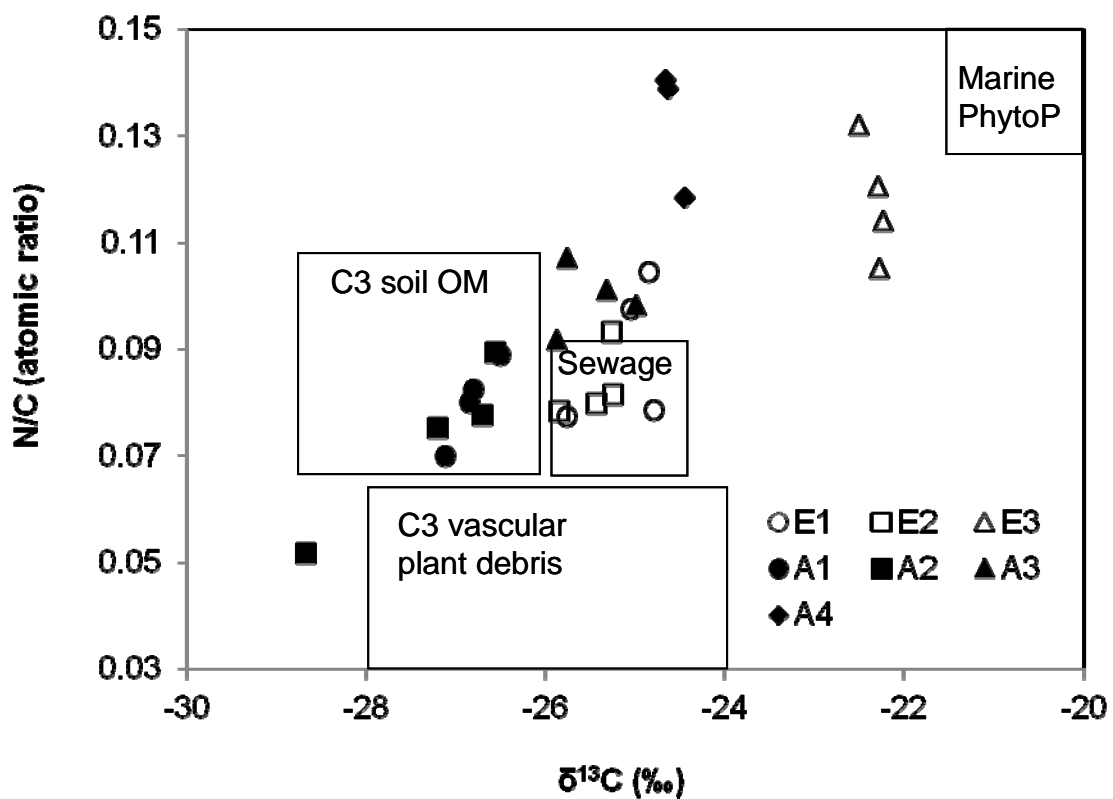 0.15
0.13
0.11
0.09
0.07
0.05
0.03
N/C (atomic ratio)
Marine
PhytoP
C3 soil OM
Sewage
C3 vascular
plant debris
E1 E2 E3
A1 A2 A3
A4
-30 -28 -26 -24 -22 -20
δ¹³C (‰)